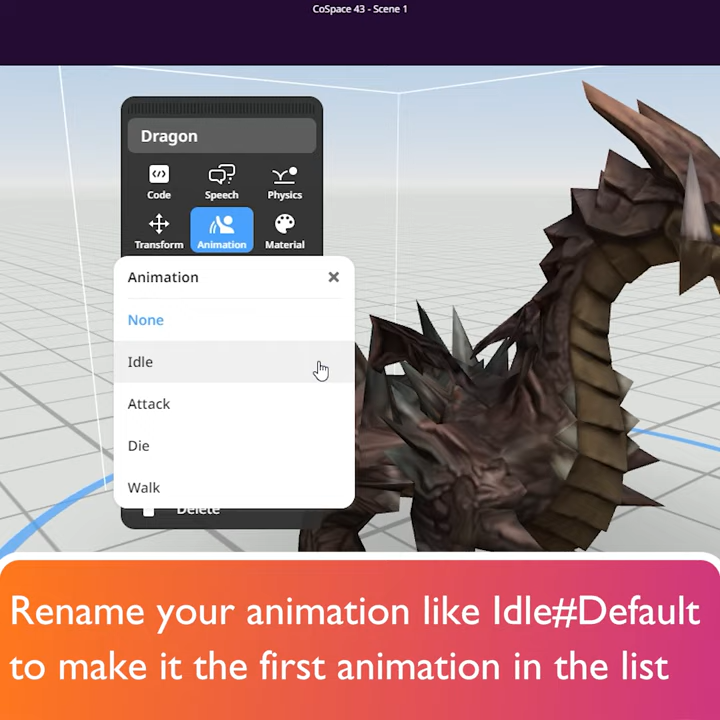 CoSpace 43 - Scene 1
Dragon
Code Speech Physics
Transform Animation Material
Animation
None
Idle
Attack
Die
Walk
Delete
Rename your animation like Idle#Default
to make it the first animation in the list